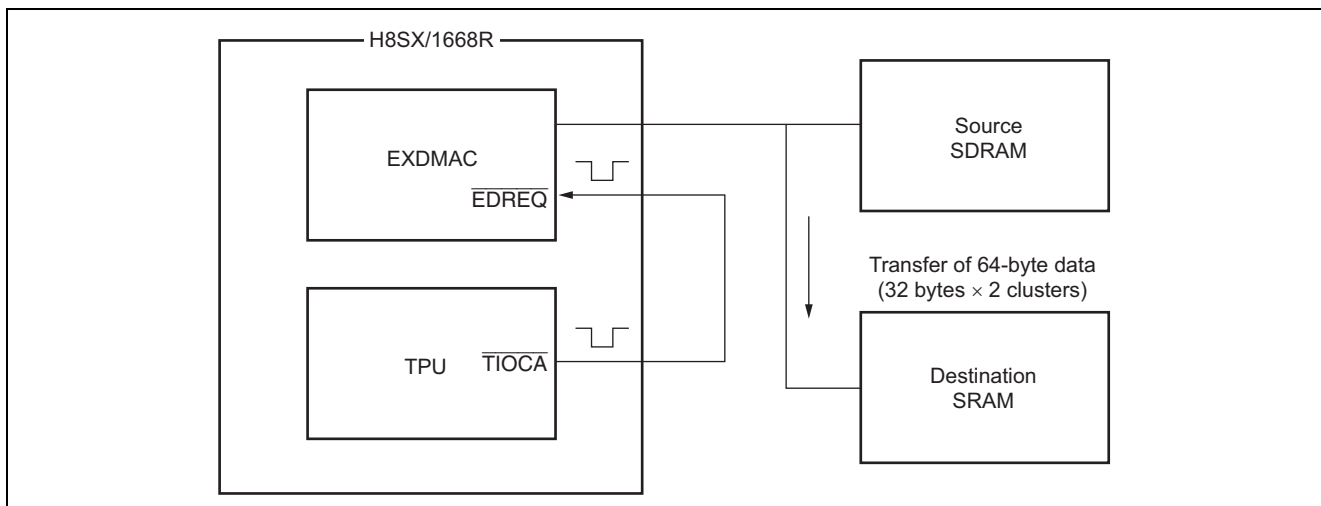 H8SX/1668R
EXDMAC
EDREQ
TPU
TIOCA
Source
SDRAM
Transfer of 64-byte data
(32 bytes × 2 clusters)
Destination
SRAM